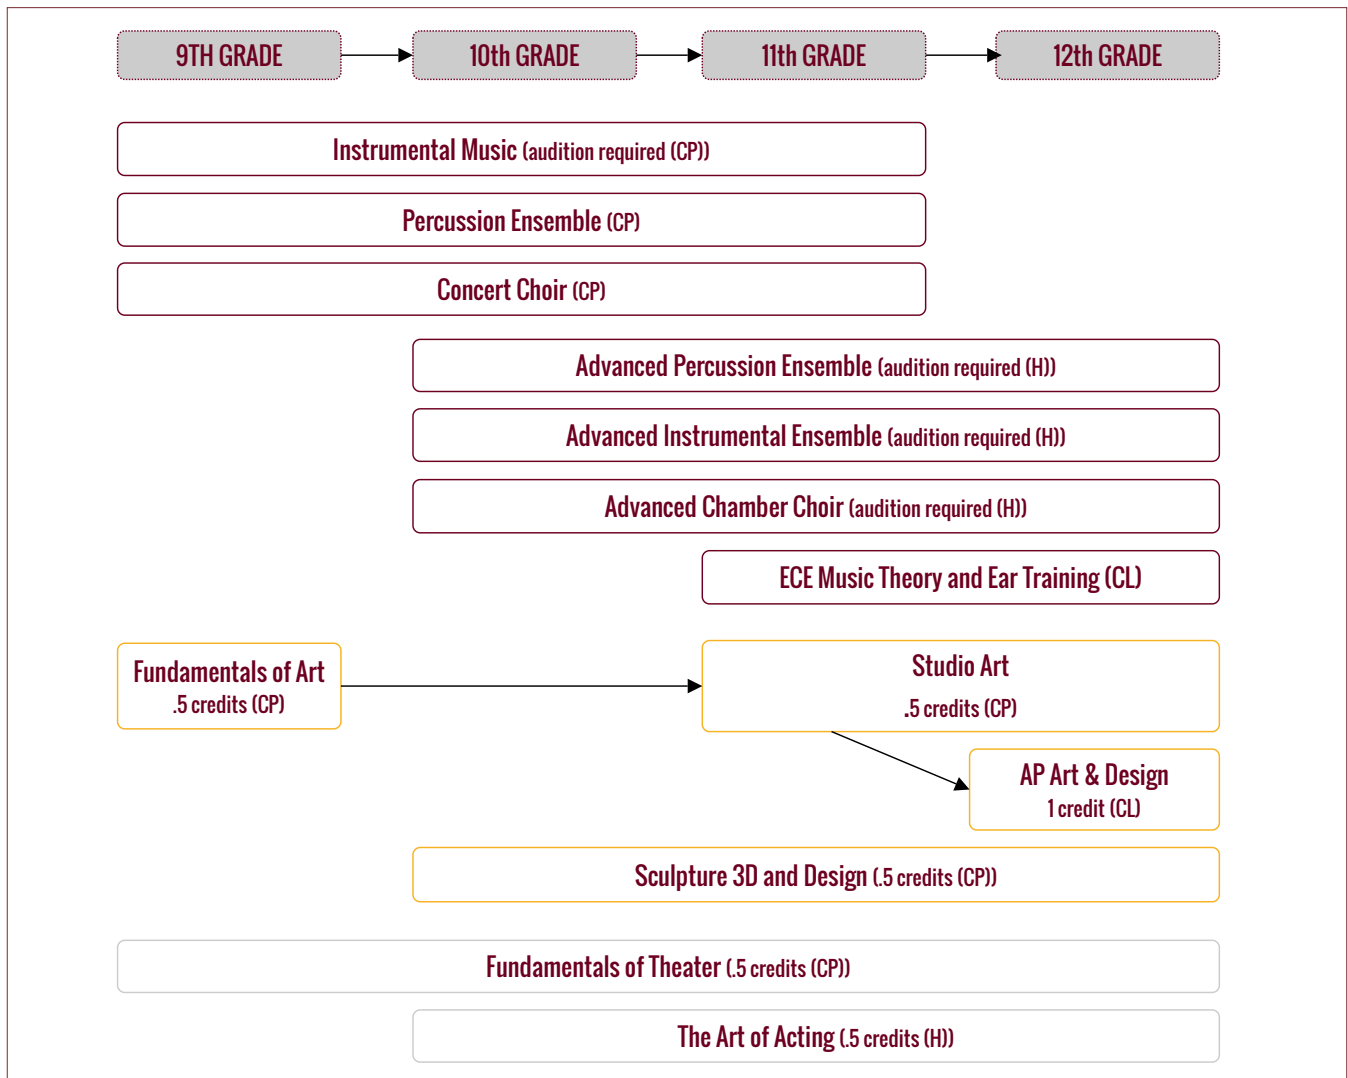 9TH GRADE
10th GRADE
11th GRADE
12th GRADE
Instrumental Music (audition required (CP))
Percussion Ensemble (CP)
Concert Choir (CP)
Advanced Percussion Ensemble (audition required (H))
Advanced Instrumental Ensemble (audition required (H))
Advanced Chamber Choir (audition required (H))
ECE Music Theory and Ear Training (CL)
Fundamentals of Art
.5 credits (CP)
Studio Art
.5 credits (CP)
AP Art & Design
1 credit (CL)
Sculpture 3D and Design (.5 credits (CP))
Fundamentals of Theater (.5 credits (CP))
The Art of Acting (.5 credits (H))